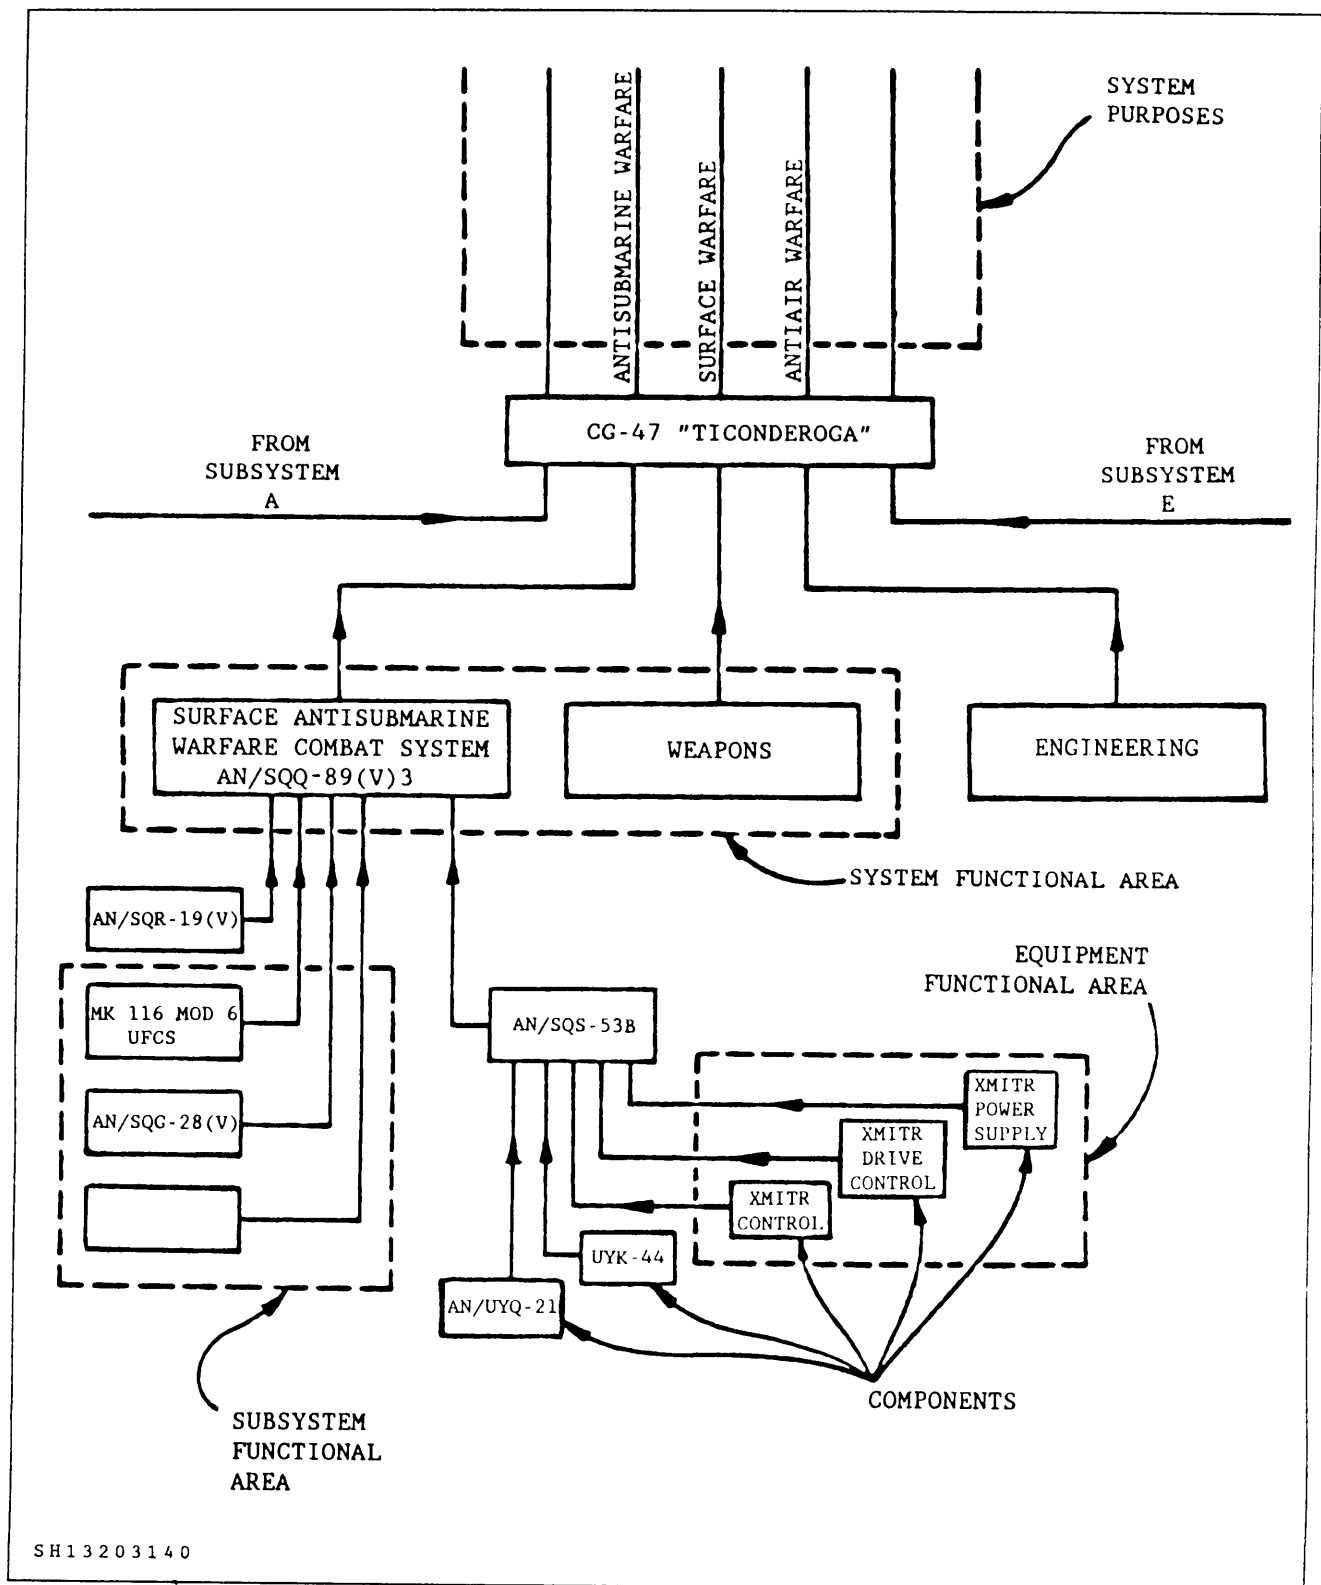 SYSTEM
PURPOSES
ANTISUBMARINE WARFARE
SURFACE WARFARE
ANTIAIR WARFARE
CG-47 "TICONDEROGA"
FROM
SUBSYSTEM
A
FROM
SUBSYSTEM
E
SURFACE ANTISUBMARINE
WARFARE COMBAT SYSTEM
AN/SQQ-89(V)3
WEAPONS
ENGINEERING
SYSTEM FUNCTIONAL AREA
AN/SQR-19(V)
MK 116 MOD 6
UFCS
AN/SQG-28(V)
EQUIPMENT
FUNCTIONAL AREA
AN/SQS-53B
XMITR
POWER
SUPPLY
XMITR
DRIVE
CONTROL
XMITR
CONTROL
UYK-44
AN/UYQ-21
COMPONENTS
SUBSYSTEM
FUNCTIONAL
AREA
SH13203140